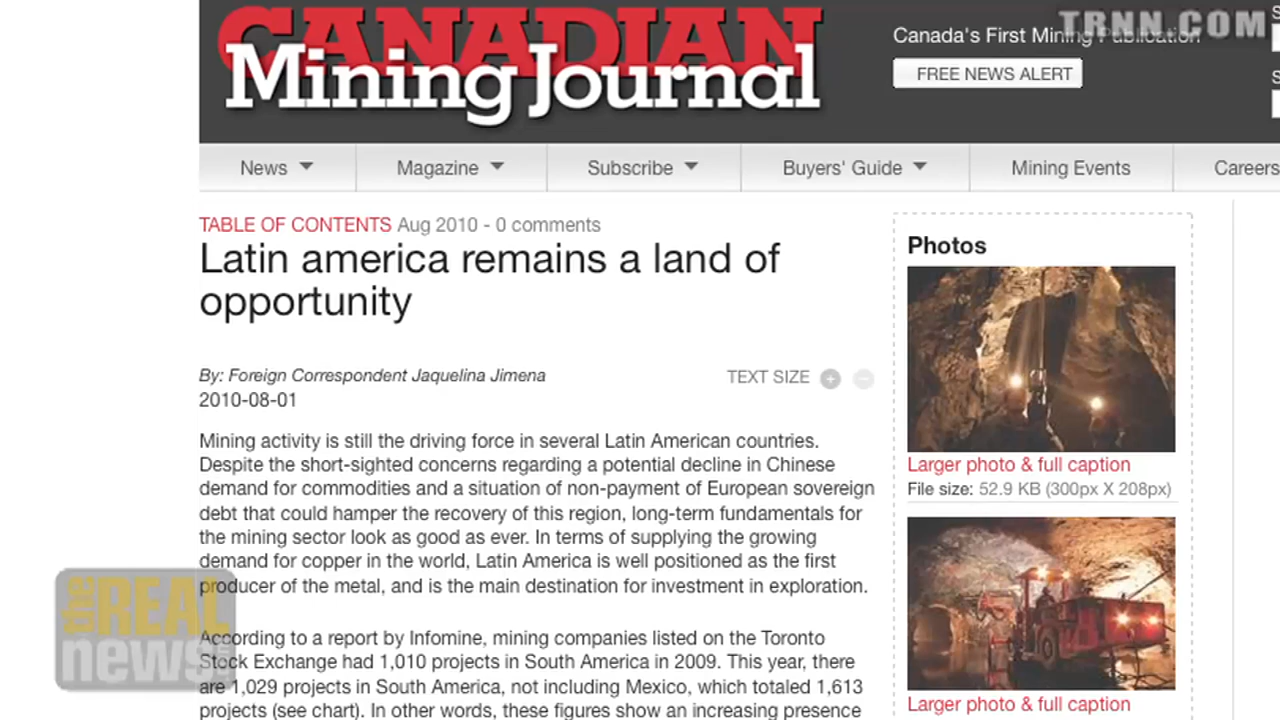 CANADIAN
Mining Journal
Canada's First Mining Publication
TRNN.COM
FREE NEWS ALERT
News
Magazine
Subscribe
Buyers' Guide
Mining Events
Careers
TABLE OF CONTENTS Aug 2010 - 0 comments
Latin america remains a land of
opportunity
By: Foreign Correspondent Jaquelina Jimena
TEXT SIZE + −
2010-08-01
Mining activity is still the driving force in several Latin American countries.
Despite the short-sighted concerns regarding a potential decline in Chinese
demand for commodities and a situation of non-payment of European sovereign
debt that could hamper the recovery of this region, long-term fundamentals for
the mining sector look as good as ever. In terms of supplying the growing
demand for copper in the world, Latin America is well positioned as the first
producer of the metal, and is the main destination for investment in exploration.
According to a report by Infomine, mining companies listed on the Toronto
Stock Exchange had 1,010 projects in South America in 2009. This year, there
are 1,029 projects in South America, not including Mexico, which totaled 1,613
projects (see chart). In other words, these figures show an increasing presence
Photos
Larger photo & full caption
File size: 52.9 KB (300px X 208px)
Larger photo & full caption
the REAL
news